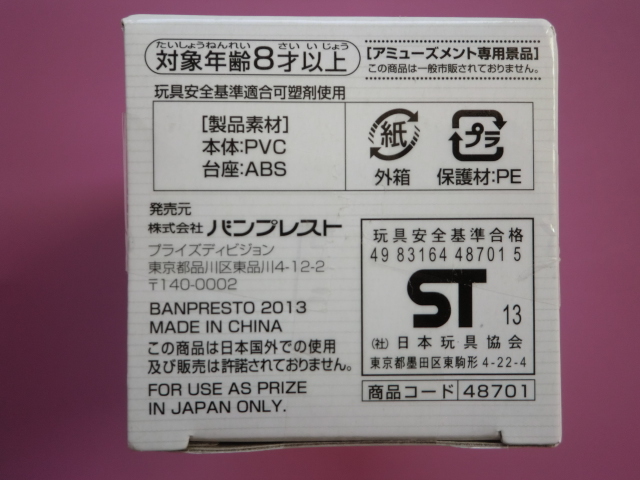 たいしょうねんれい さい いじょう
対象年齢8才以上
[アミューズメント専用景品]
この商品は一般市販されておりません。
玩具安全基準適合可塑剤使用
[製品素材]
本体:PVC
台座:ABS
紙
外箱
プラ
保護材:PE
発売元
株式会社 バンプレスト
プライズディビジョン
東京都品川区東品川4-12-2
〒140-0002
BANPRESTO 2013
MADE IN CHINA
この商品は日本国外での使用
及び販売は許諾されておりません。
FOR USE AS PRIZE
IN JAPAN ONLY.
玩具安全基準合格
49 83164 48701 5
ST
13
(社)日本玩具協会
東京都墨田区東駒形 4-22-4
商品コード 48701